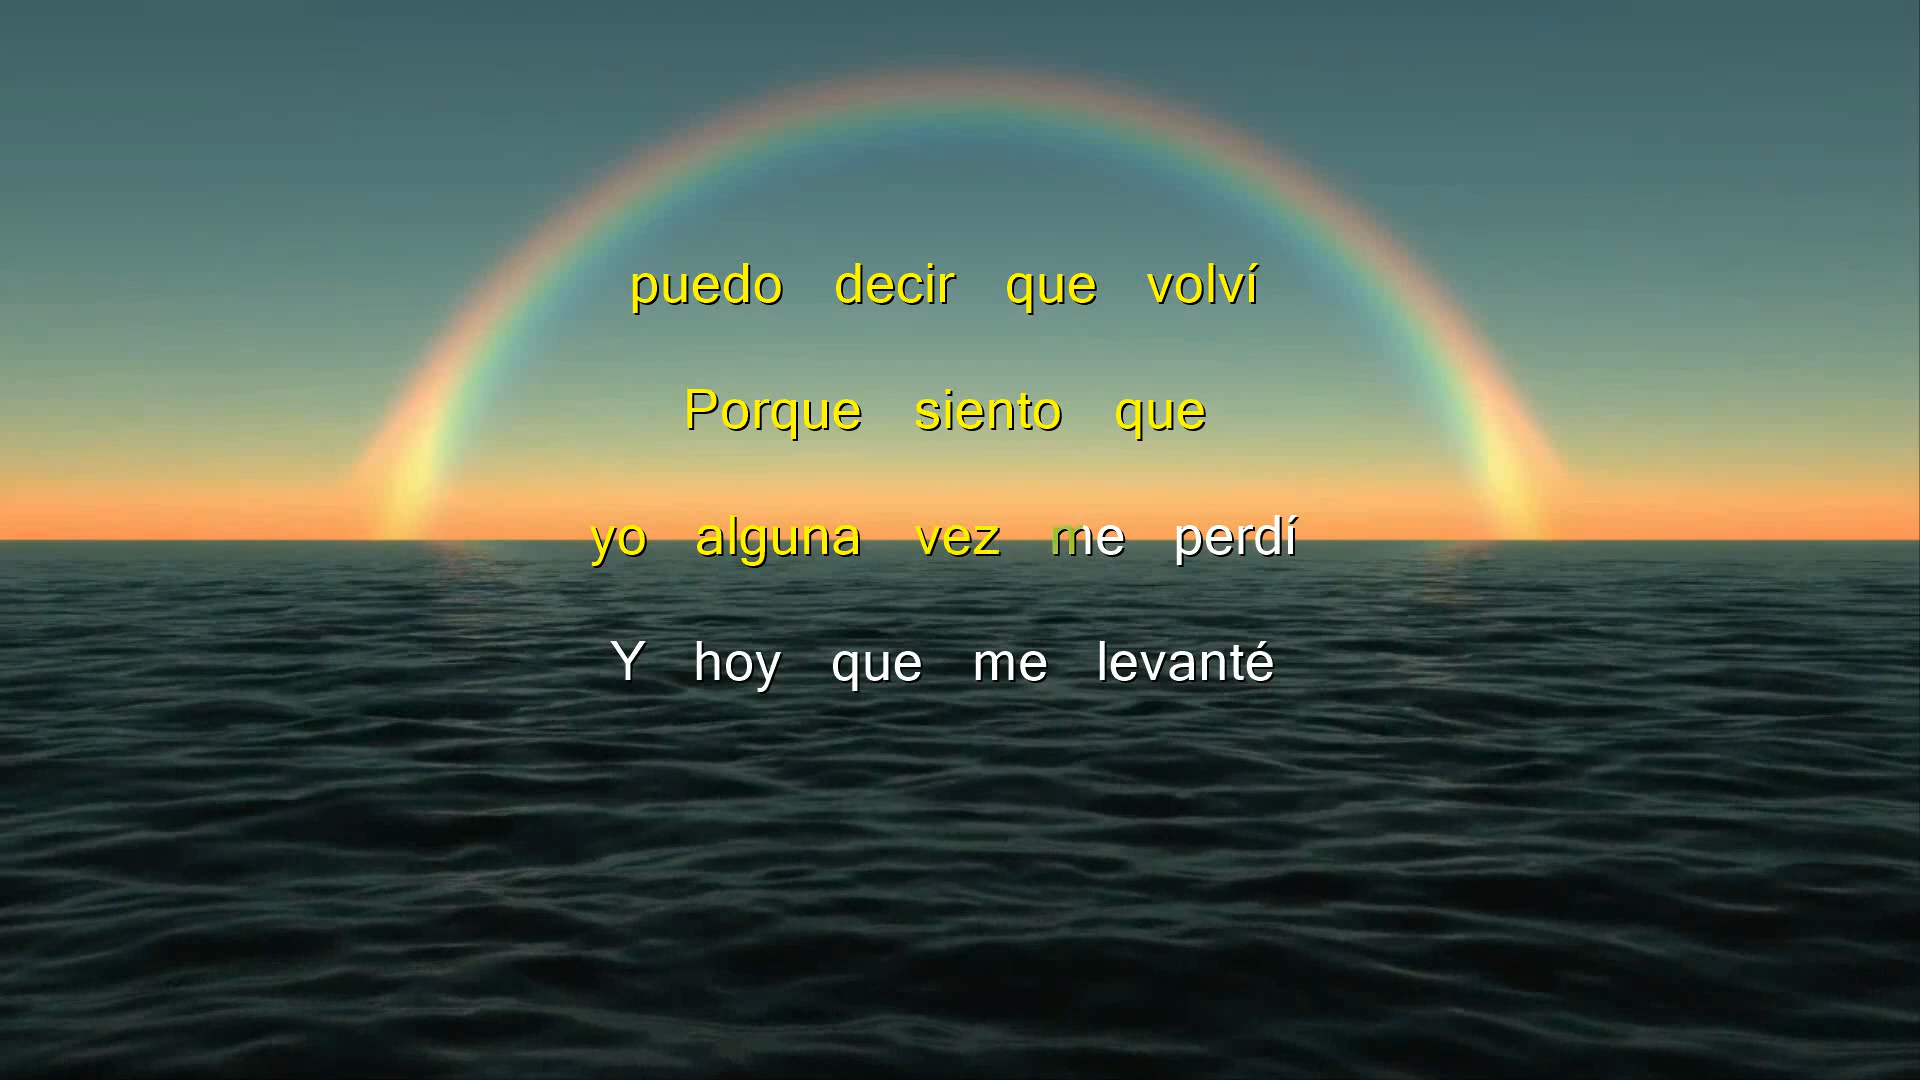 puedo decir que volví
Porque siento que
yo alguna vez me perdí
Y hoy que me levanté